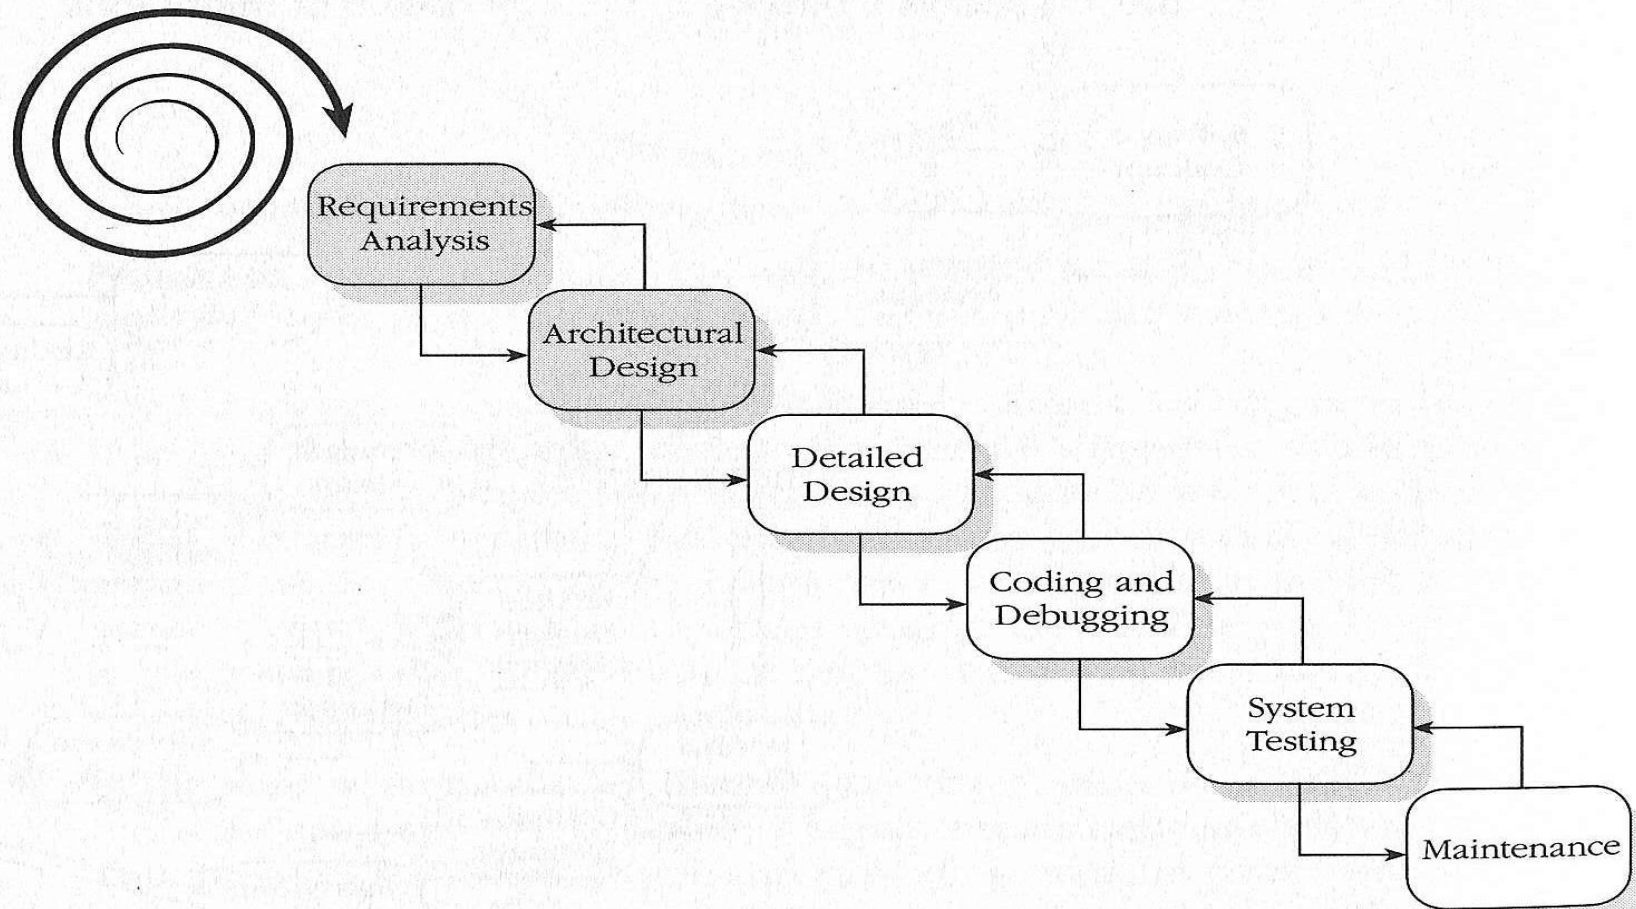 Requirements
Analysis
Architectural
Design
Detailed
Design
Coding and
Debugging
System
Testing
Maintenance